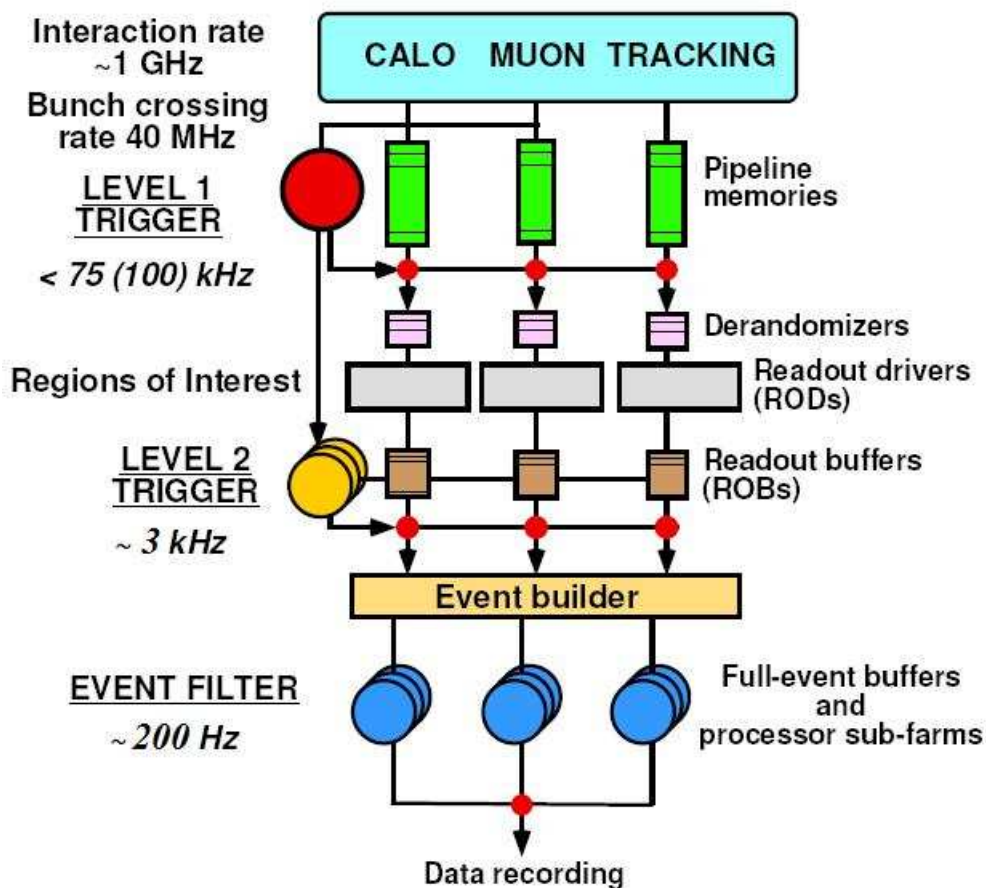 Interaction rate
~1 GHz
CALO MUON TRACKING
Bunch crossing
rate 40 MHz
LEVEL 1
TRIGGER
Pipeline
memories
< 75 (100) kHz
Derandomizers
Regions of Interest
Readout drivers
(RODs)
LEVEL 2
TRIGGER
Readout buffers
(ROBs)
~ 3 kHz
Event builder
EVENT FILTER
~ 200 Hz
Full-event buffers
and
processor sub-farms
Data recording